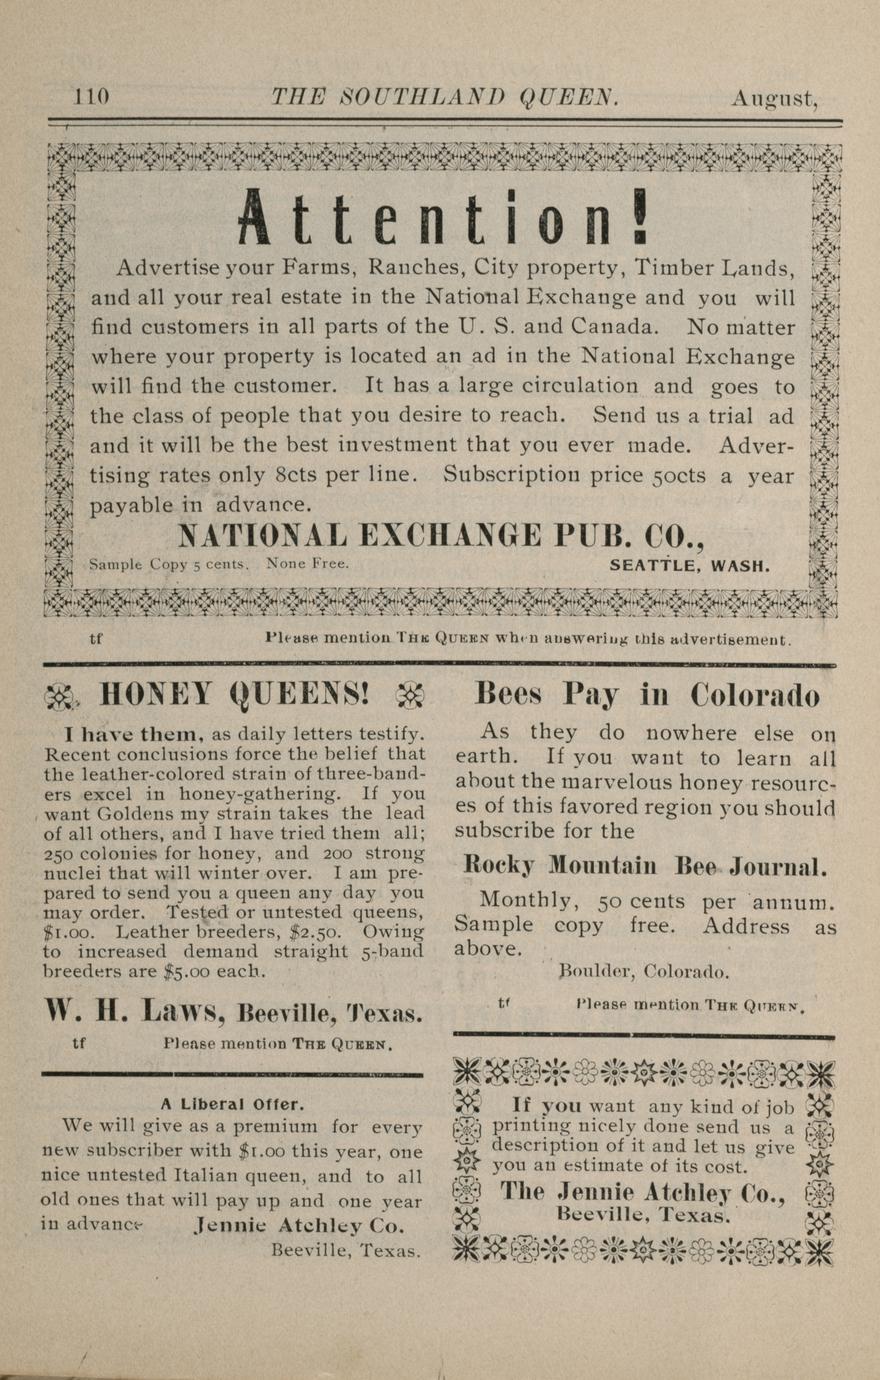 110 THE SOUTHLAND QUEEN. August,
Attention!
Advertise your Farms, Ranches, City property, Timber Lands,
and all your real estate in the National Exchange and you will
find customers in all parts of the U. S. and Canada. No matter
where your property is located an ad in the National Exchange
will find the customer. It has a large circulation and goes to
the class of people that you desire to reach. Send us a trial ad
and it will be the best investment that you ever made. Adver-
tising rates only 8cts per line. Subscription price 50cts a year
payable in advance.
NATIONAL EXCHANGE PUB. CO.,
Sample Copy 5 cents. None Free. SEATTLE, WASH.
tf Please mention THE QUEEN when answering this advertisement.
HONEY QUEENS!
I have them, as daily letters testify.
Recent conclusions force the belief that
the leather-colored strain of three-band-
ers excel in honey-gathering. If you
want Goldens my strain takes the lead
of all others, and I have tried them all;
250 colonies for honey, and 200 strong
nuclei that will winter over. I am pre-
pared to send you a queen any day you
may order. Tested or untested queens,
$1.00. Leather breeders, $2.50. Owing
to increased demand straight 5-band
breeders are $5.00 each.
W. H. Laws, Beeville, Texas.
tf Please mention THE QUEEN.
A Liberal Offer.
We will give as a premium for every
new subscriber with $1.00 this year, one
nice untested Italian queen, and to all
old ones that will pay up and one year
in advance Jennie Atchley Co.
Beeville, Texas.
Bees Pay in Colorado
As they do nowhere else on
earth. If you want to learn all
about the marvelous honey resourc-
es of this favored region you should
subscribe for the
Rocky Mountain Bee Journal.
Monthly, 50 cents per annum.
Sample copy free. Address as
above.
Boulder, Colorado.
tf Please mention THE QUEEN.
If you want any kind of job
printing nicely done send us a
description of it and let us give
you an estimate of its cost.
The Jennie Atchley Co.,
Beeville, Texas.